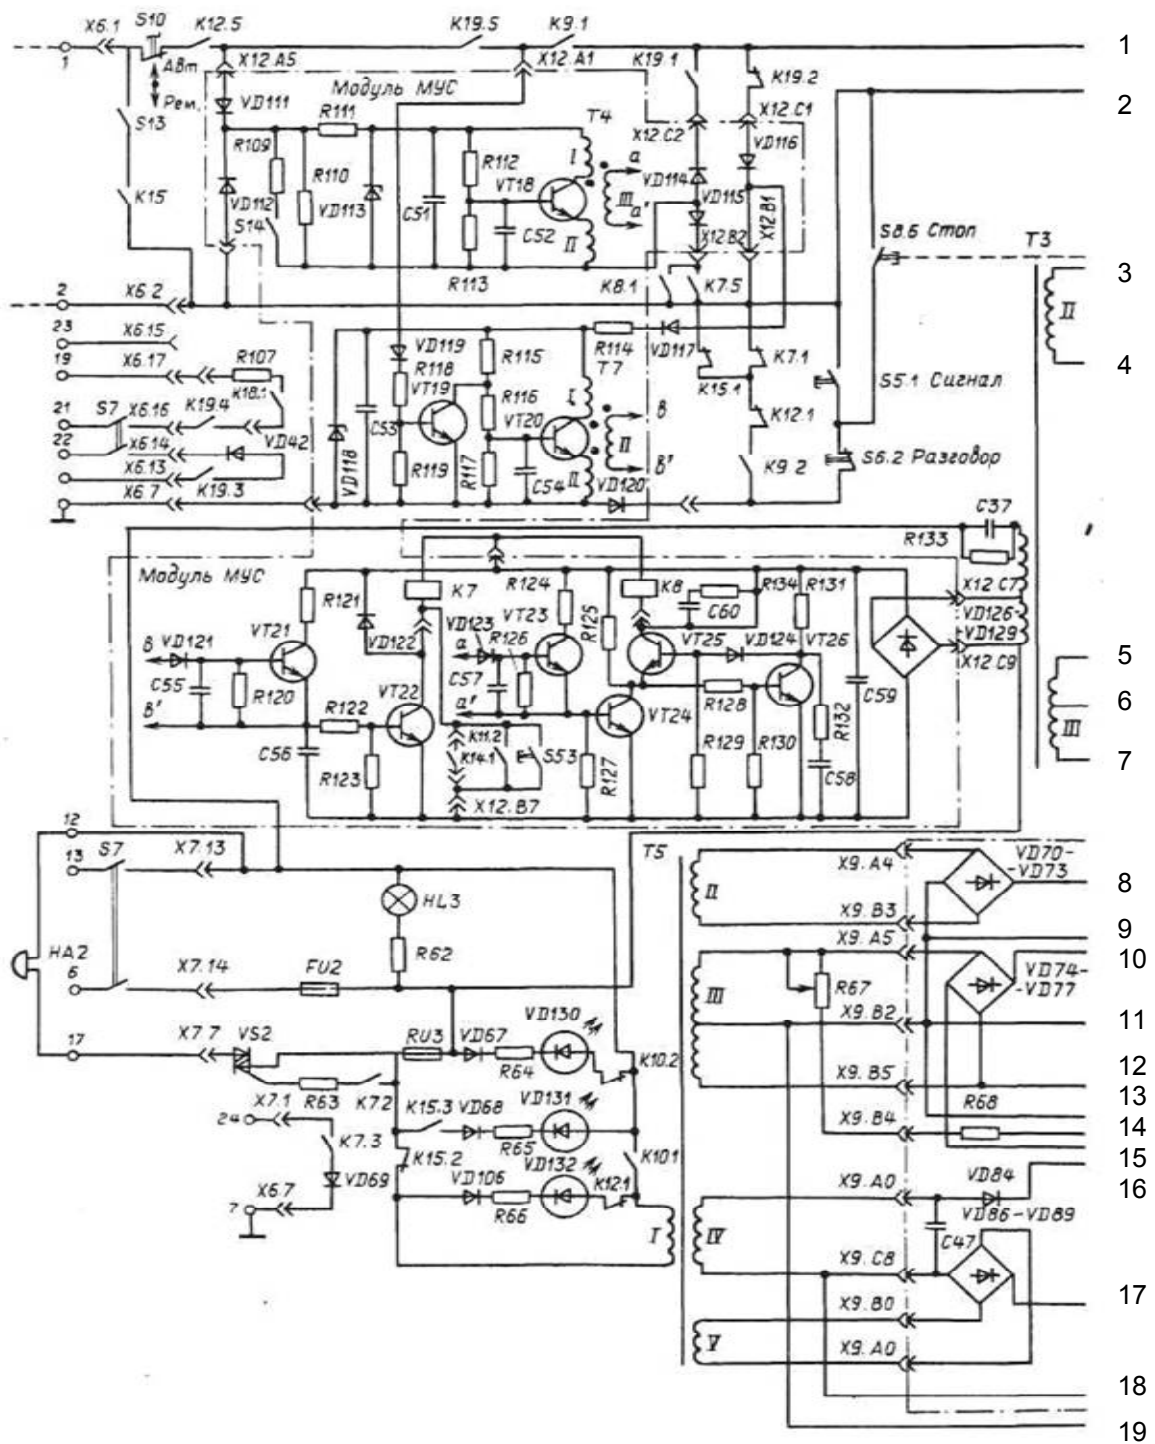 X6.1 S10 K12.5 K19.5 K9.1 1
1 Авт X12.A5 X12.A1 K19.1 K19.2
Модуль МУС
2
Рем. VD111 R111 T4 X12.C1
S13 X12.C2 VD116
R109 R112 I а
R110 VT18 VD114
K15 VD112 VD113 C51 III VD115 X12.B1
S14 C52 II а' X12.B2 S8.6 Стоп T3
R113 K8.1 K7.5 3
2 X6.2 II
23 X6.15 VD119 R115 R114 VD117 K7.1
19 X6.17 R107 R118 T7 K15.1 4
K18.1 VT19 R116 I S5.1 Сигнал
21 S7 X6.16 K19.4 VT20 в K12.1
22 X6.14 VD42 C53 II
X6.13 VD118 R119 R117 C54 II в' K9.2 S6.2 Разговор
X6.7 K19.3 VD120
C37
R133
Модуль МУС K7 R124 K8 R134 R131 X12.C7
R121 VT23 R125 C60 VD126-
VD121 VT21 VD122 VD123 R126 VT25 VD124 VT26 -VD129
в а X12.C9 5
C55 R120 VT22 C57 C59 6
в' R122 а' VT24 R128 R132 III
C56 K11.2 S53 R129 R130 7
R123 K14.1 R127 C58
X12.B7
12
13 S7 X7.13 T5 X9.A4 VD70-
-VD73 8
HL3 II
X9.B3 9
HA2 R62 X9.A5 10
6 X7.14 FU2 VD74-
III R67 -VD77
VD130 X9.B2 11
17 X7.7 VS2 RU3 VD67
R64 K10.2 12
R63 K7.2 X9.B5 13
X7.1 VD131 R68
24 K15.3 VD68 X9.B4 14
K7.3 R65 K10.1 15
K15.2 VD132 X9.A0 VD84 16
VD69 VD106 K12.1 VD86-VD89
X6.7 R66 I IV C47
7 X9.C8
17
X9.B0
V X9.A0
18
19